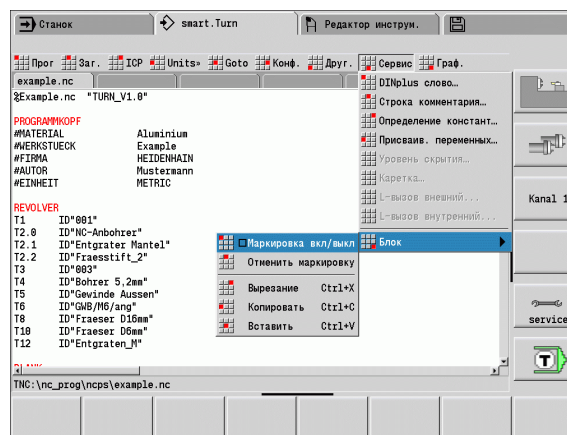 Станок
smart.Turn
Редактор инструм.
Прог Заг. ICP Units» Goto Конф. Друг. Сервис Граф.
example.nc
%Example.nc "TURN_V1.0"
PROGRAMMKOPF
#MATERIAL Aluminium
#WERKSTUECK Example
#FIRMA HEIDENHAIN
#AUTOR Mustermann
#EINHEIT METRIC
REVOLVER
T1 ID"001"
T2.0 ID"NC-Anbohrer"
T2.1 ID"Entgrater Mantel"
T2.2 ID"Fraesstift_2"
T3 ID"003"
T4 ID"Bohrer 5,2mm"
T5 ID"Gewinde Aussen"
T6 ID"GWB/M6/ang"
T8 ID"Fraeser D16mm"
T10 ID"Fraeser D6mm"
T12 ID"Entgraten_M"
DINplus слово…
Строка комментария…
Определение констант…
Присваив. переменных…
Уровень скрытия…
Каретка…
L-вызов внешний...
L-вызов внутренний...
Блок
Маркировка вкл/выкл
Отменить маркировку
Вырезание Ctrl+X
Копировать Ctrl+C
Вставить Ctrl+V
Kanal 1
service
T
TNC:\nc_prog\ncps\example.nc